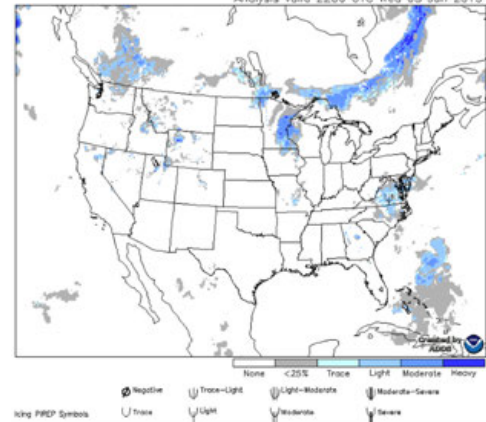 Created by
ADDS
None <25% Trace Light Moderate Heavy
Negative Trace-Light Light-Moderate Moderate-Severe
Icing PIREP Symbols Trace Light Moderate Severe